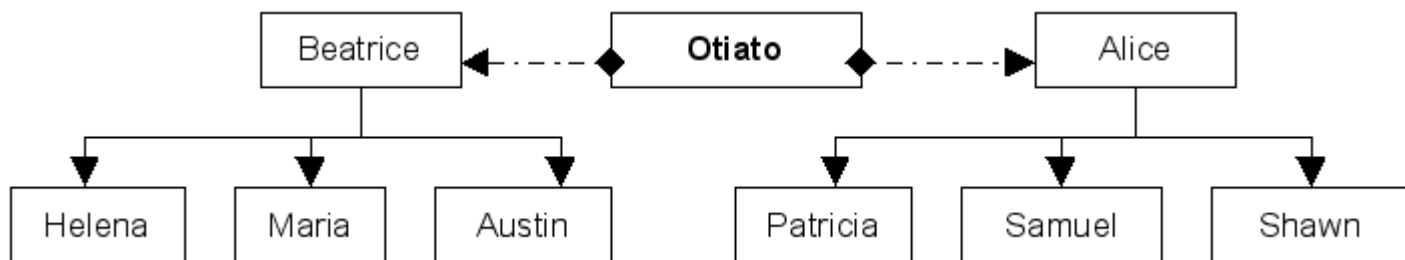 Beatrice
Otiato
Alice
Helena
Maria
Austin
Patricia
Samuel
Shawn